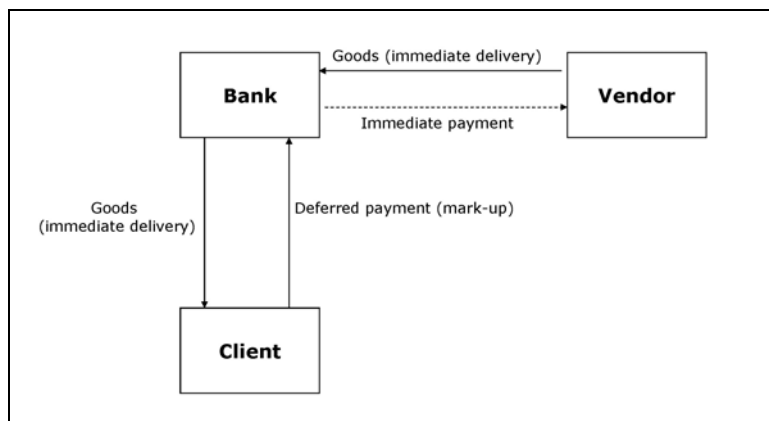 Goods (immediate delivery)
Bank
Vendor
Immediate payment
Goods
(immediate delivery)
Deferred payment (mark-up)
Client